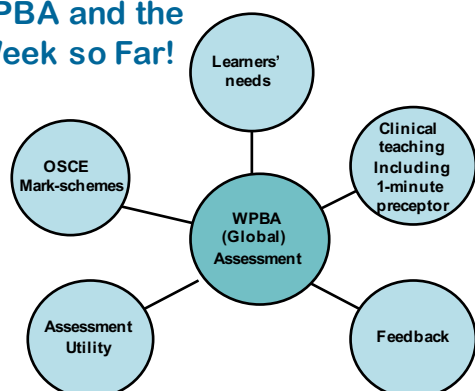 PBA and the
Week so Far!
Learners’
needs
Clinical
teaching
Including
1-minute
preceptor
OSCE
Mark-schemes
WPBA
(Global)
Assessment
Assessment
Utility
Feedback